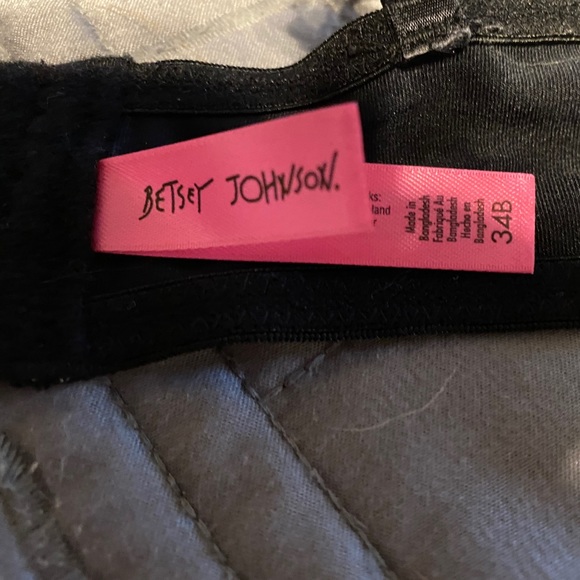 BETSEY JOHNSON.
Made in
Bangladesh
Fabriqué Au
Bangladesh
Hecho en
Bangladesh
34B